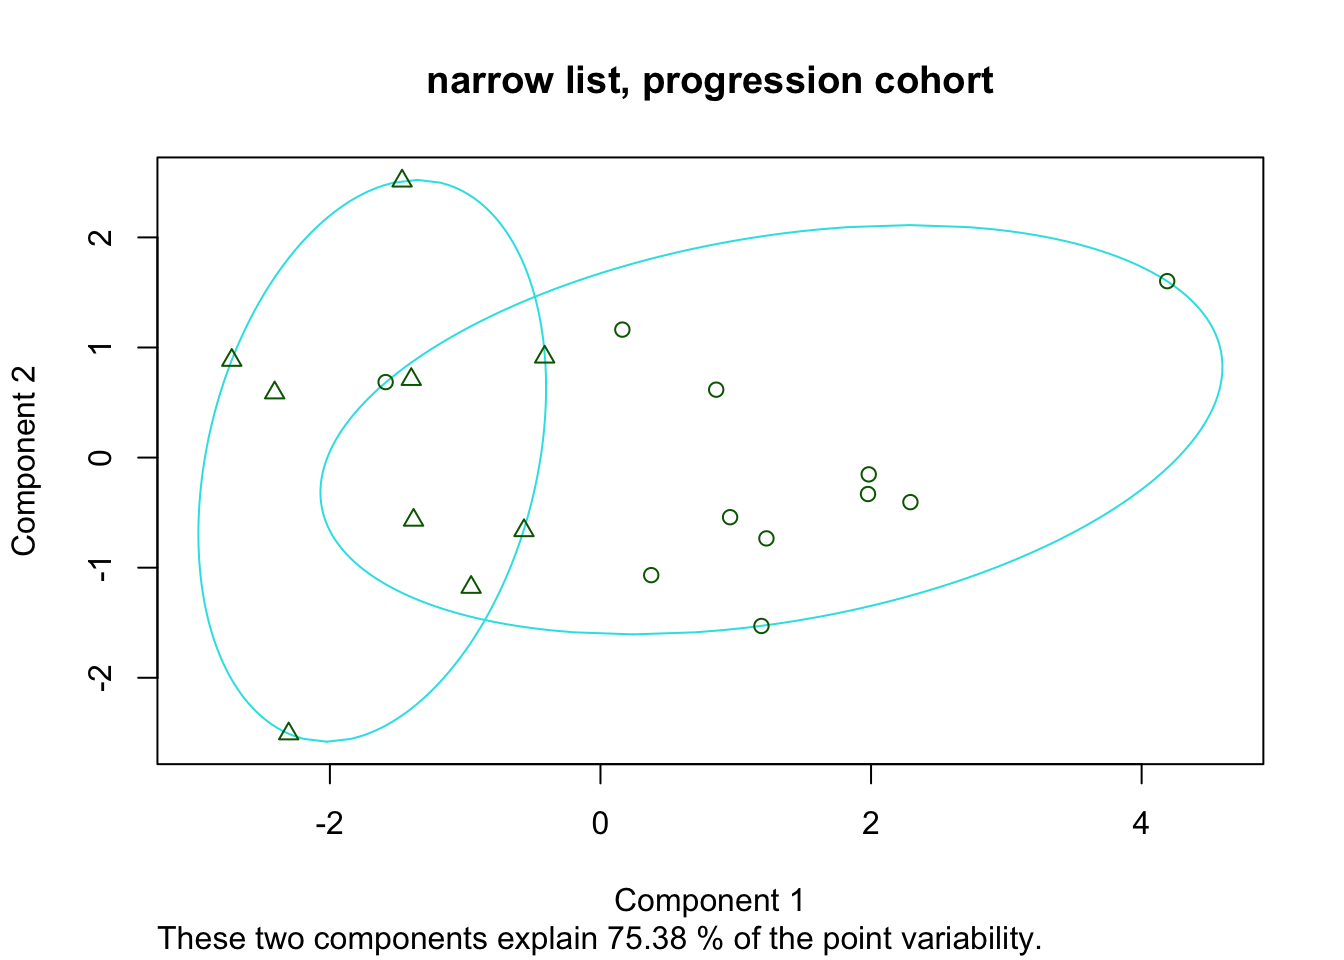 narrow list, progression cohort
Component 2
2
1
0
-1
-2
-2 0 2 4
Component 1
These two components explain 75.38 % of the point variability.